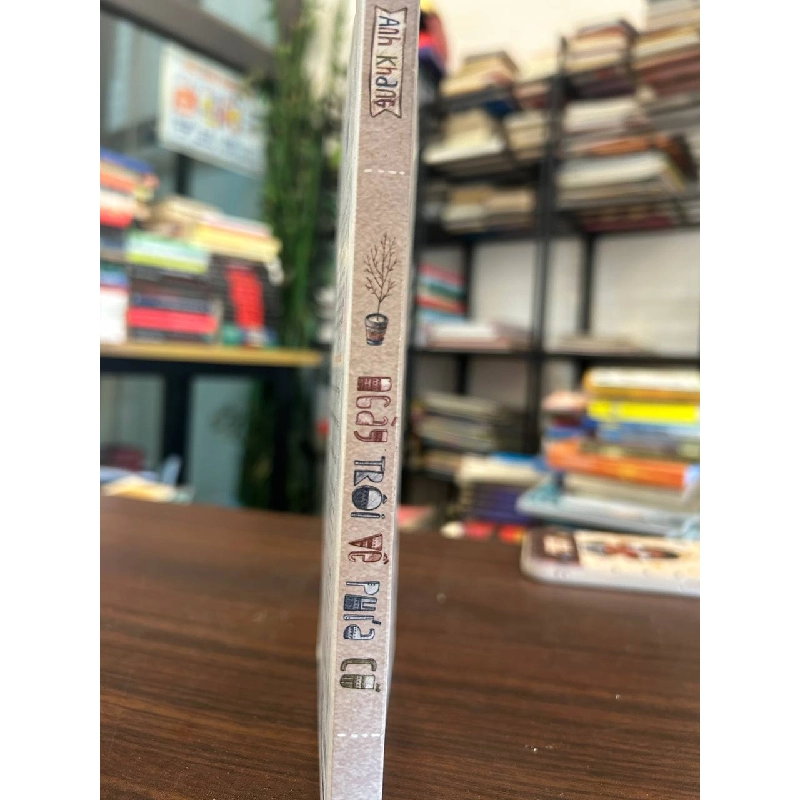 Anh Khang
Ngày trôi về phía cũ